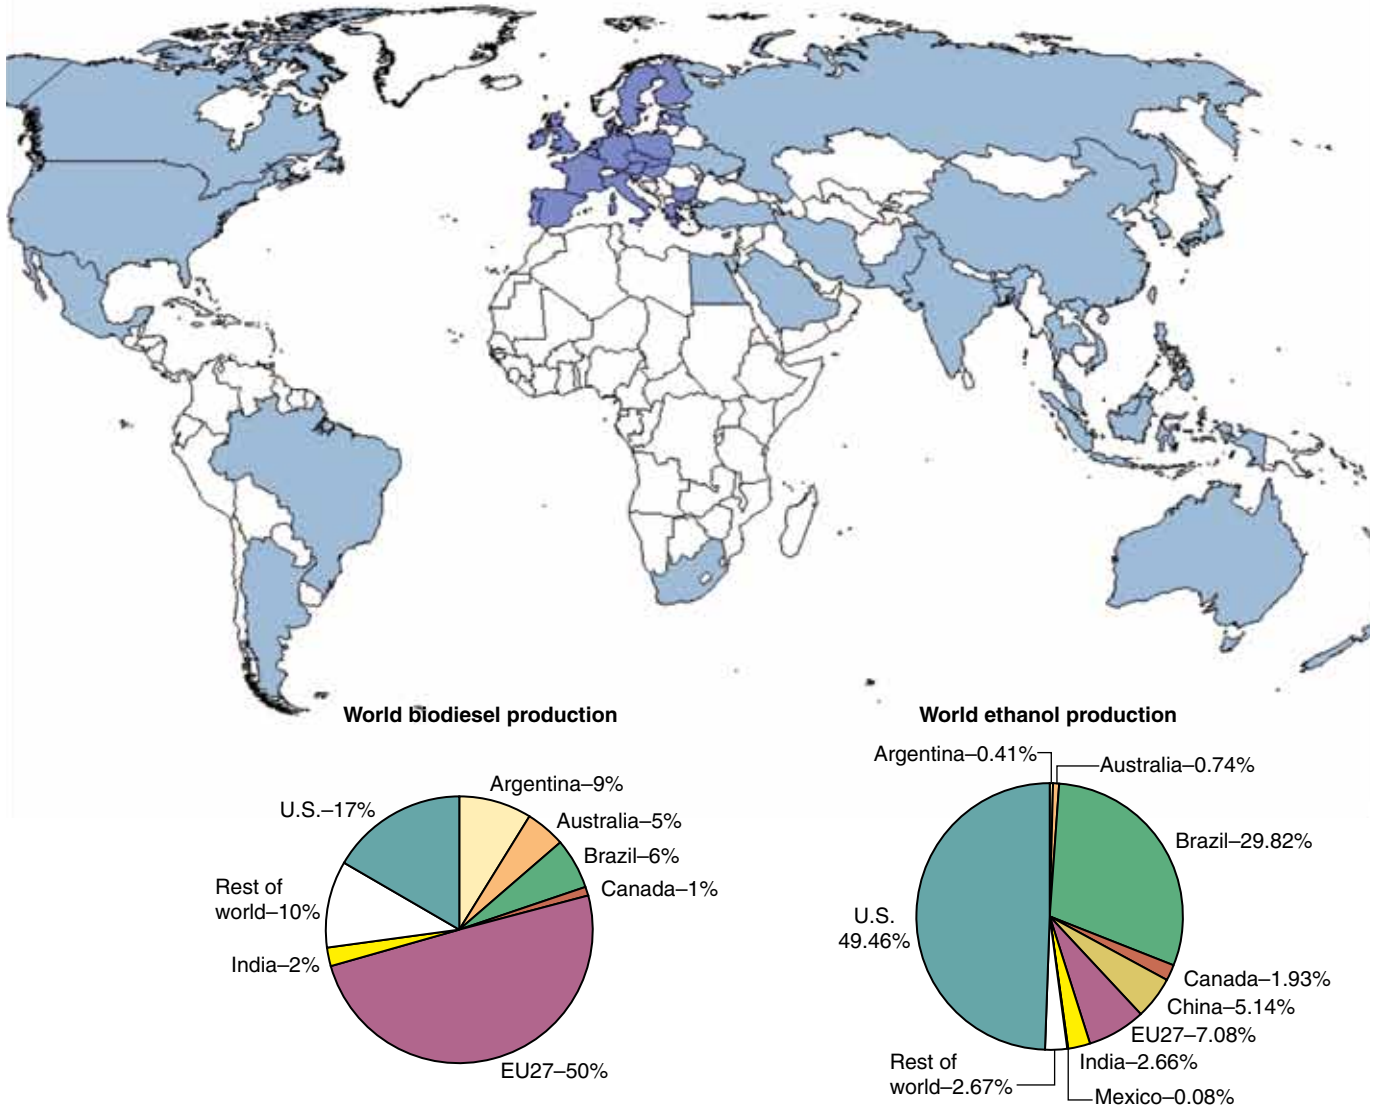 World biodiesel production
Argentina–9%
U.S.–17%
Australia–5%
Brazil–6%
Canada–1%
Rest of
world–10%
India–2%
EU27–50%
World ethanol production
Argentina–0.41%
Australia–0.74%
Brazil–29.82%
U.S.
49.46%
Canada–1.93%
China–5.14%
EU27–7.08%
India–2.66%
Rest of
world–2.67%
Mexico–0.08%